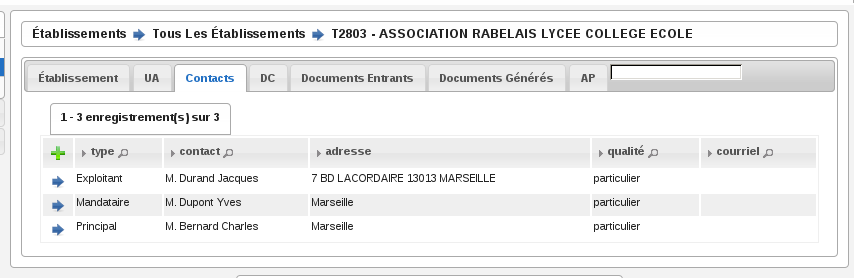 Établissements Tous Les Établissements T2803 - ASSOCIATION RABELAIS LYCEE COLLEGE ECOLE
Établissement UA Contacts DC Documents Entrants Documents Générés AP
1 - 3 enregistrement(s) sur 3
type contact adresse qualité courriel
Exploitant M. Durand Jacques 7 BD LACORDAIRE 13013 MARSEILLE particulier
Mandataire M. Dupont Yves Marseille particulier
Principal M. Bernard Charles Marseille particulier